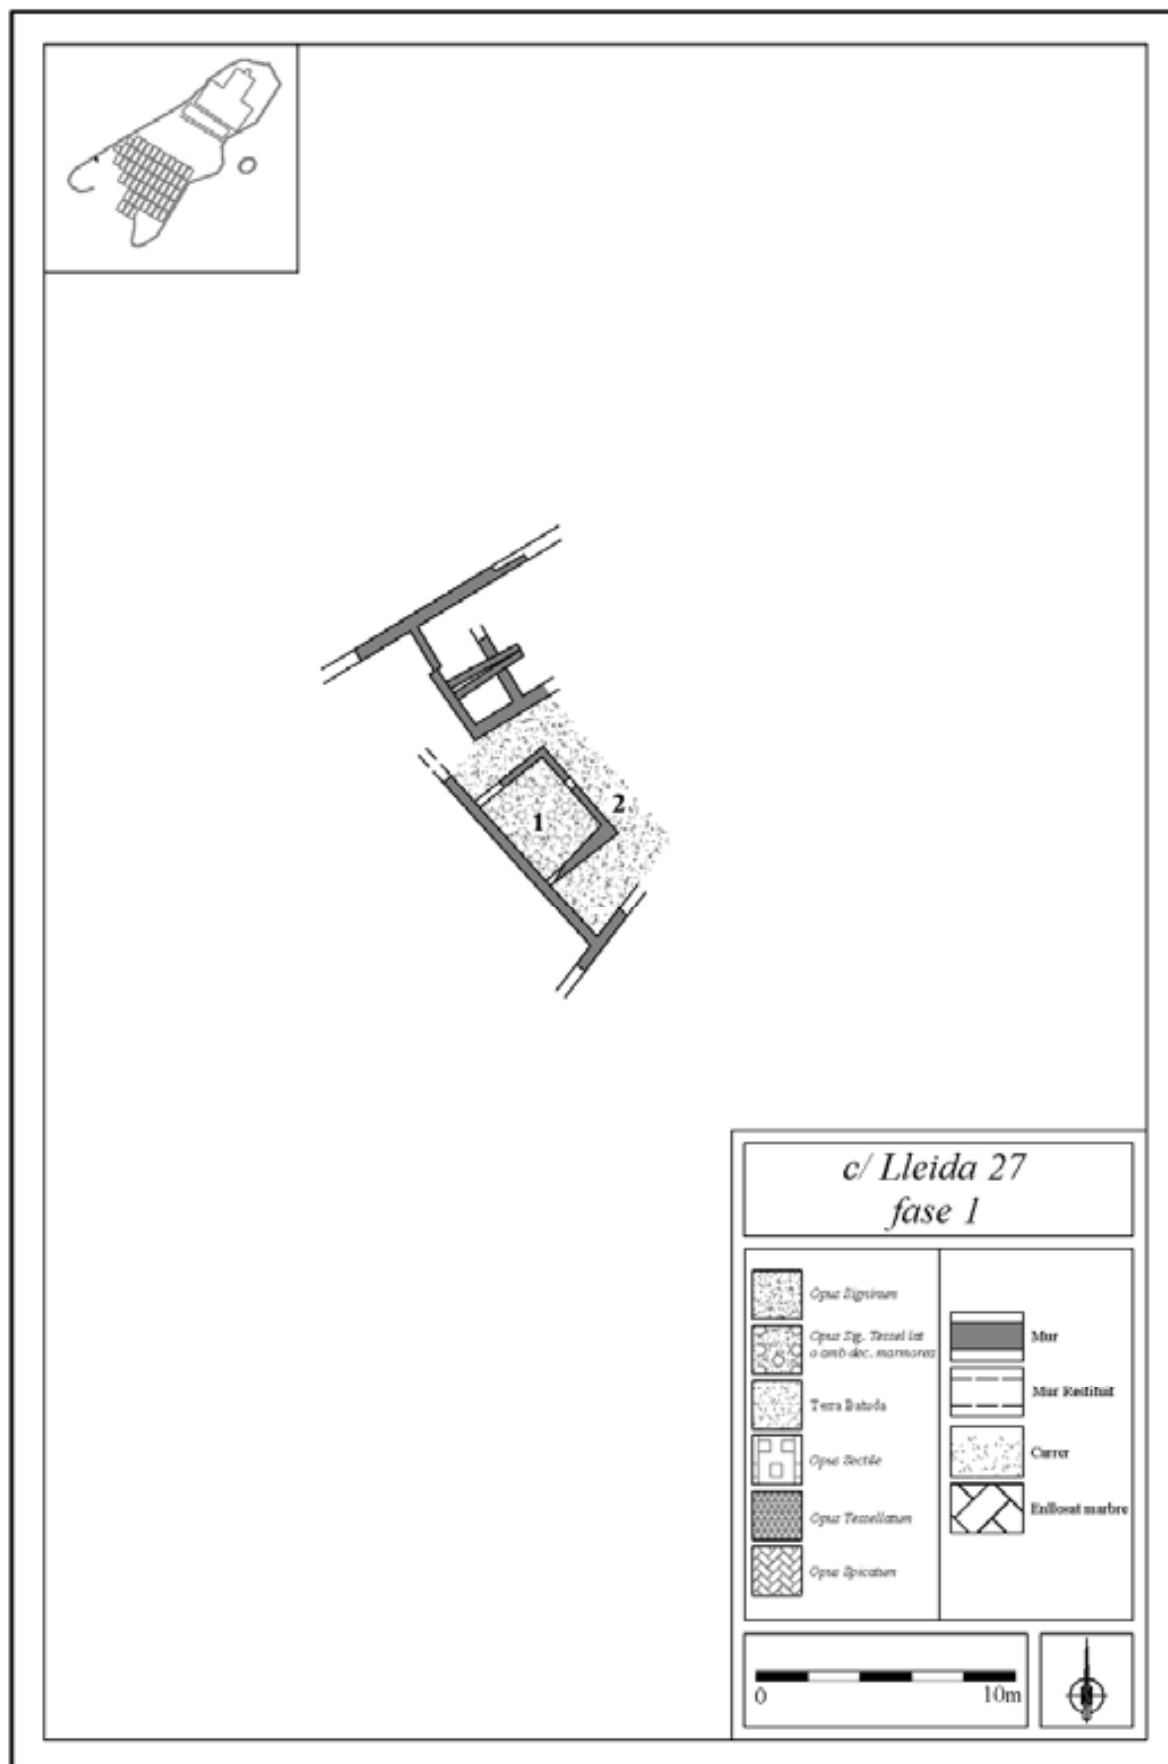 1
2
c/ Lleida 27
fase 1
Opus Signinum
Opus Sig. Tessel lat
o amb dec. marmorea
Terra Batuda
Opus Sectile
Opus Tessellatum
Opus Spicatum
Mur
Mur Restituit
Carrer
Enllosat marbre
0
10m